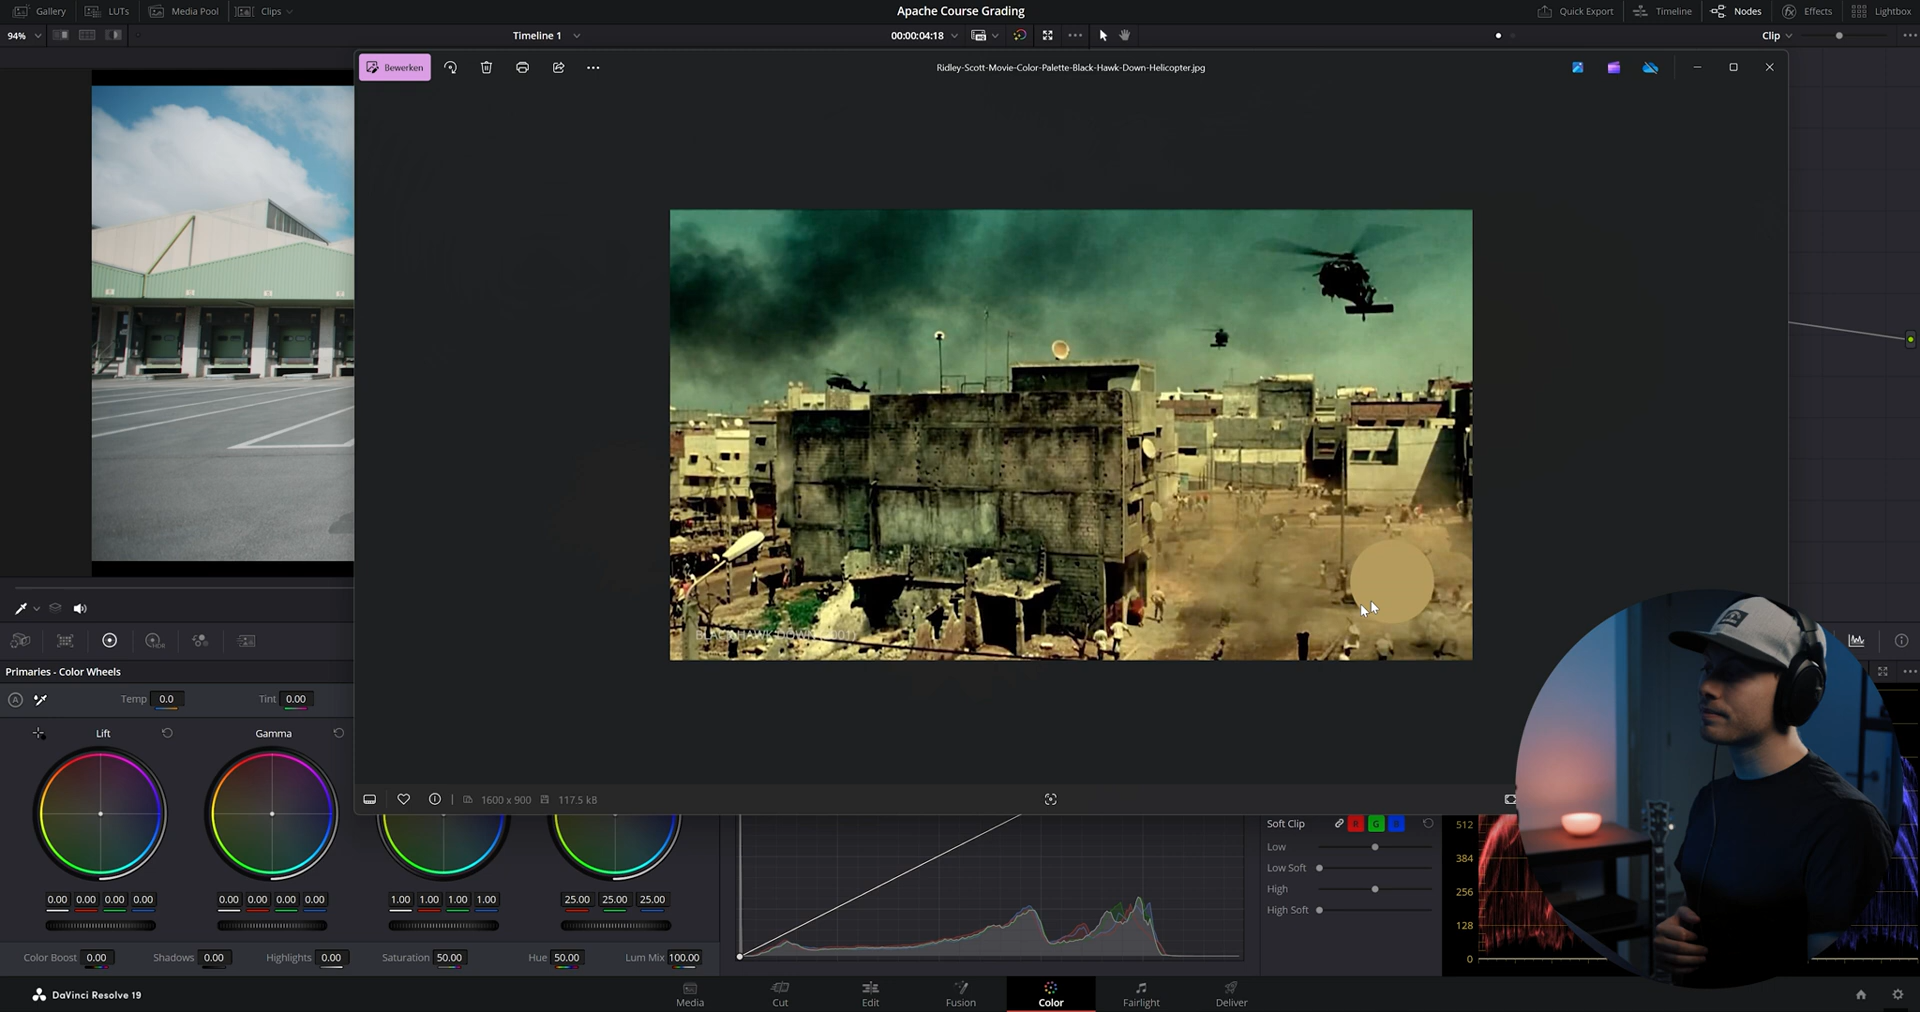 Gallery LUTs Media Pool Clips Apache Course Grading Quick Export Timeline Nodes Effects Lightbox
94% Timeline 1 00:00:04:18 Clip
Bewerken Ridley-Scott-Movie-Color-Palette-Black-Hawk-Down-Helicopter.jpg
BLACK HAWK DOWN (2001)
Primaries - Color Wheels
Temp 0.0 Tint 0.00
Lift Gamma
1600 x 900 117.5 kB
Soft Clip
Low
Low Soft
High
High Soft
512
384
256
128
0
0.00 0.00 0.00 0.00 0.00 0.00 0.00 0.00 1.00 1.00 1.00 1.00 25.00 25.00 25.00
Color Boost 0.00 Shadows 0.00 Highlights 0.00 Saturation 50.00 Hue 50.00 Lum Mix 100.00
DaVinci Resolve 19 Media Cut Edit Fusion Color Fairlight Deliver